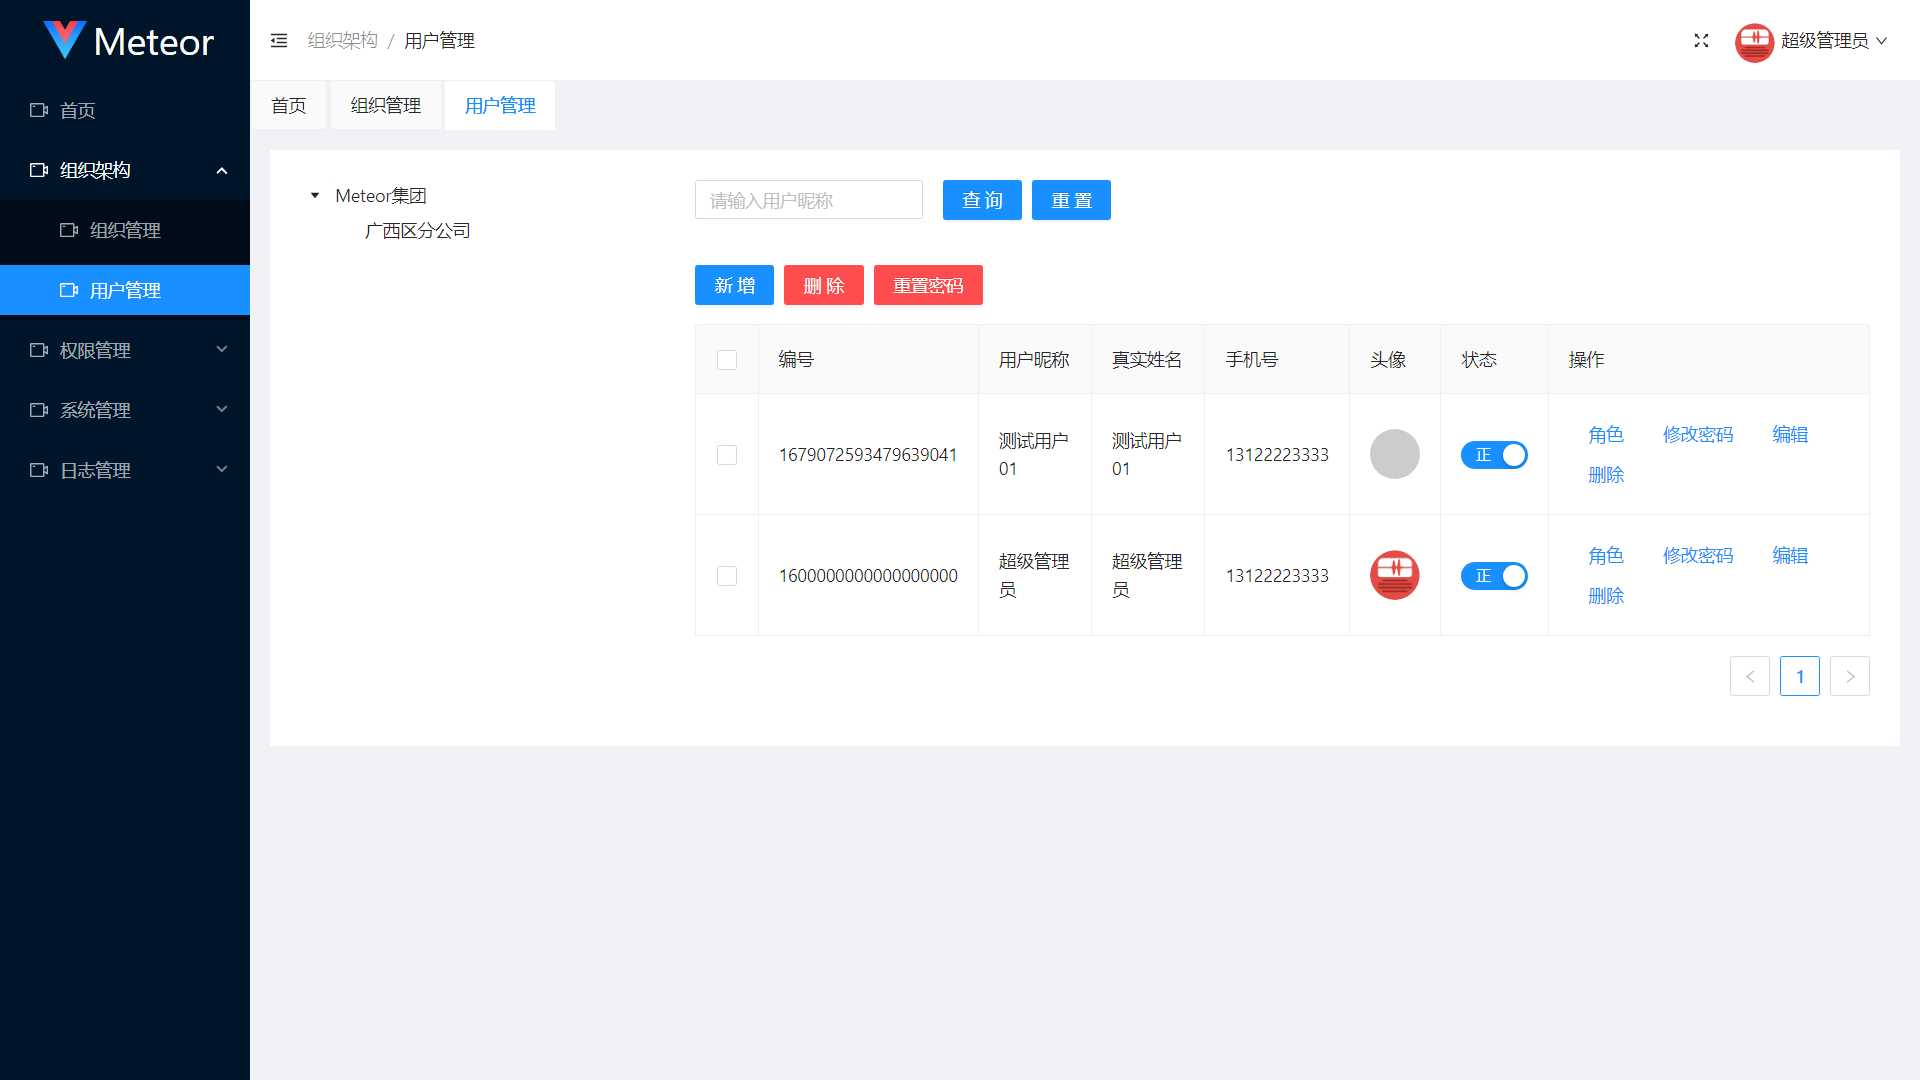 Meteor
首页
组织架构
组织管理
用户管理
权限管理
系统管理
日志管理
组织架构 / 用户管理
超级管理员
首页 组织管理 用户管理
Meteor集团
广西区分公司
请输入用户昵称 查 询 重 置
新 增 删 除 重置密码
编号 用户昵称 真实姓名 手机号 头像 状态 操作
1679072593479639041 测试用户01 测试用户01 13122223333 正 角色 修改密码 编辑
删除
1600000000000000000 超级管理员 超级管理员 13122223333 正 角色 修改密码 编辑
删除
1